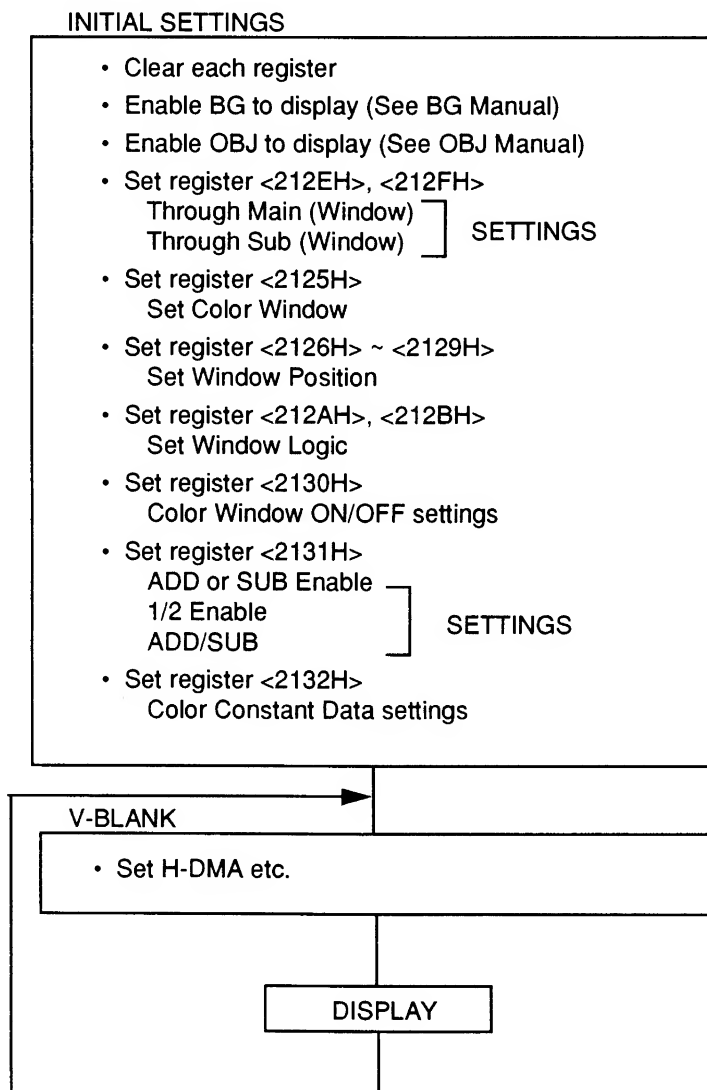 INITIAL SETTINGS
• Clear each register
• Enable BG to display (See BG Manual)
• Enable OBJ to display (See OBJ Manual)
• Set register <212EH>, <212FH>
Through Main (Window)
Through Sub (Window)
SETTINGS
• Set register <2125H>
Set Color Window
• Set register <2126H> ~ <2129H>
Set Window Position
• Set register <212AH>, <212BH>
Set Window Logic
• Set register <2130H>
Color Window ON/OFF settings
• Set register <2131H>
ADD or SUB Enable
1/2 Enable
ADD/SUB
SETTINGS
• Set register <2132H>
Color Constant Data settings
V-BLANK
• Set H-DMA etc.
DISPLAY